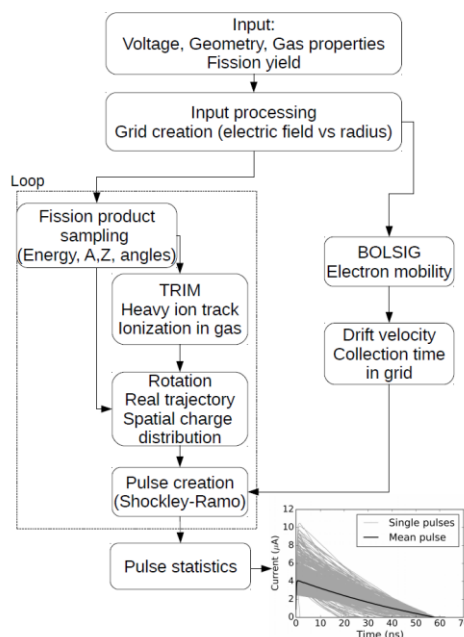 Input:
Voltage, Geometry, Gas properties
Fission yield
Input processing
Grid creation (electric field vs radius)
Loop
Fission product
sampling
(Energy, A,Z, angles)
TRIM
Heavy ion track
Ionization in gas
Rotation
Real trajectory
Spatial charge
distribution
Pulse creation
(Shockley-Ramo)
Pulse statistics
BOLSIG
Electron mobility
Drift velocity
Collection time
in grid
Current (μA)
12
10
8
6
4
2
0
Single pulses
Mean pulse
0 10 20 30 40 50 60 70
Time (ns)